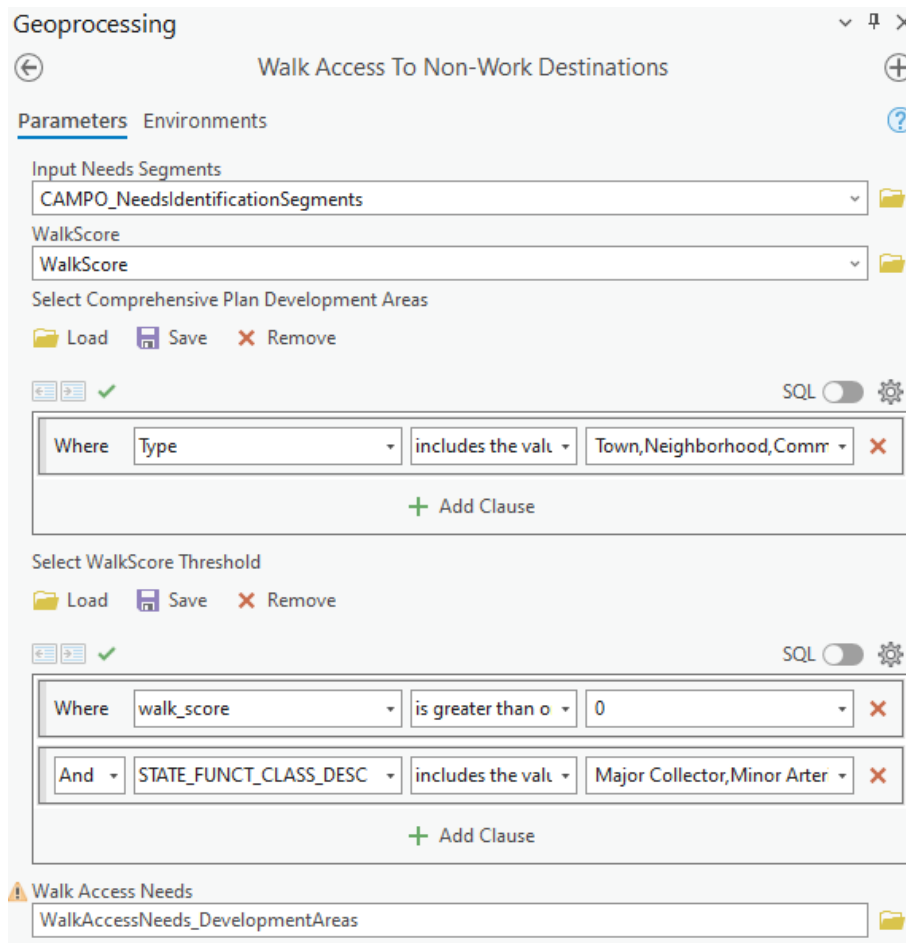 Geoprocessing
Walk Access To Non-Work Destinations
Parameters Environments
Input Needs Segments
CAMPO_NeedsIdentificationSegments
WalkScore
WalkScore
Select Comprehensive Plan Development Areas
Load Save Remove
SQL
Where Type includes the valu Town,Neighborhood,Comm
Add Clause
Select WalkScore Threshold
Load Save Remove
SQL
Where walk_score is greater than o 0
And STATE_FUNCT_CLASS_DESC includes the valu Major Collector,Minor Arter
Add Clause
Walk Access Needs
WalkAccessNeeds_DevelopmentAreas